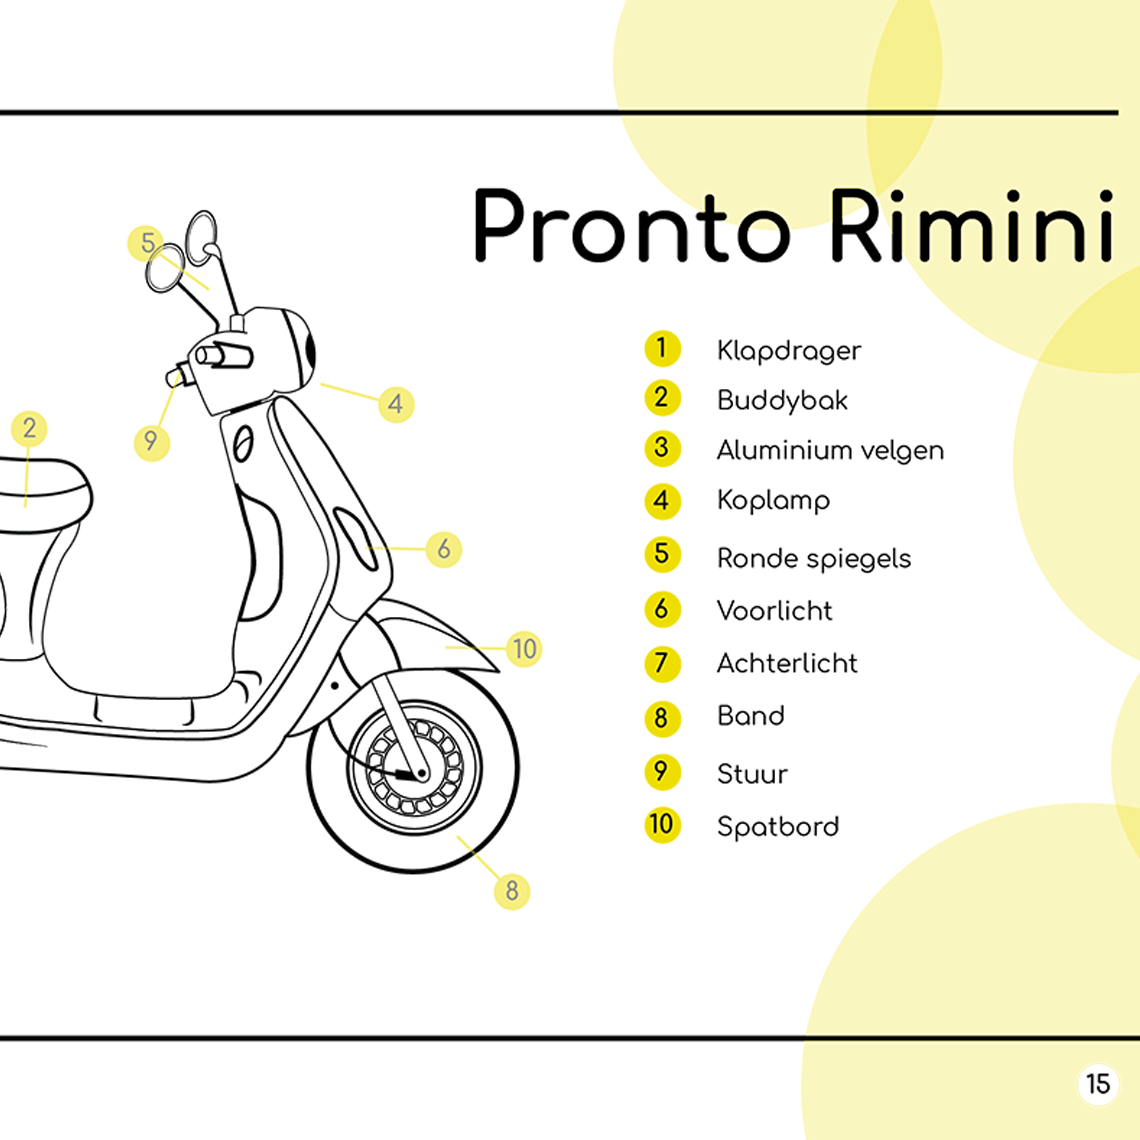 Pronto Rimini
5
4
2
9
6
10
8
1 Klapdrager
2 Buddybak
3 Aluminium velgen
4 Koplamp
5 Ronde spiegels
6 Voorlicht
7 Achterlicht
8 Band
9 Stuur
10 Spatbord
15